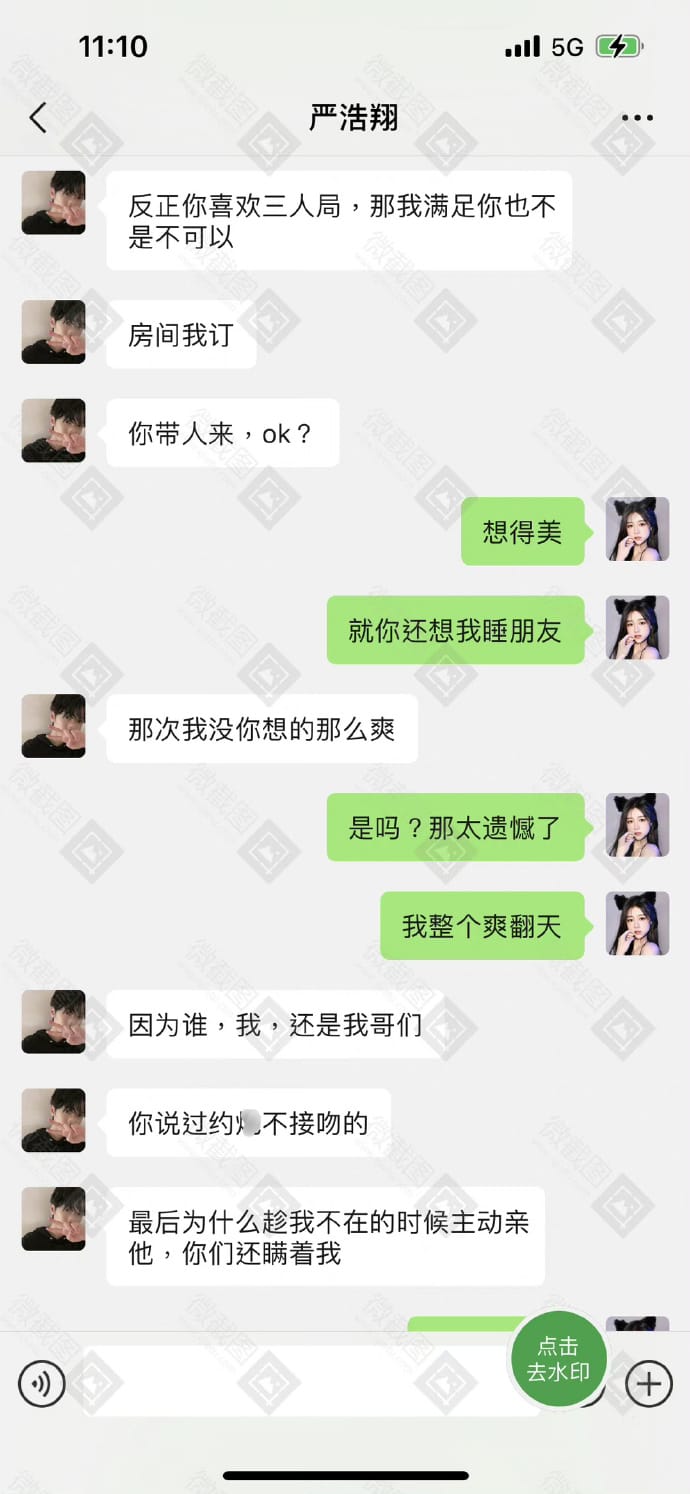 11:10
5G
严浩翔
反正你喜欢三人局，那我满足你也不
是不可以
房间我订
你带人来，ok？
想得美
就你还想我睡朋友
那次我没你想的那么爽
是吗？那太遗憾了
我整个爽翻天
因为谁，我，还是我哥们
你说过约 不接吻的
最后为什么趁我不在的时候主动亲
他，你们还瞒着我
点击
去水印
微截图